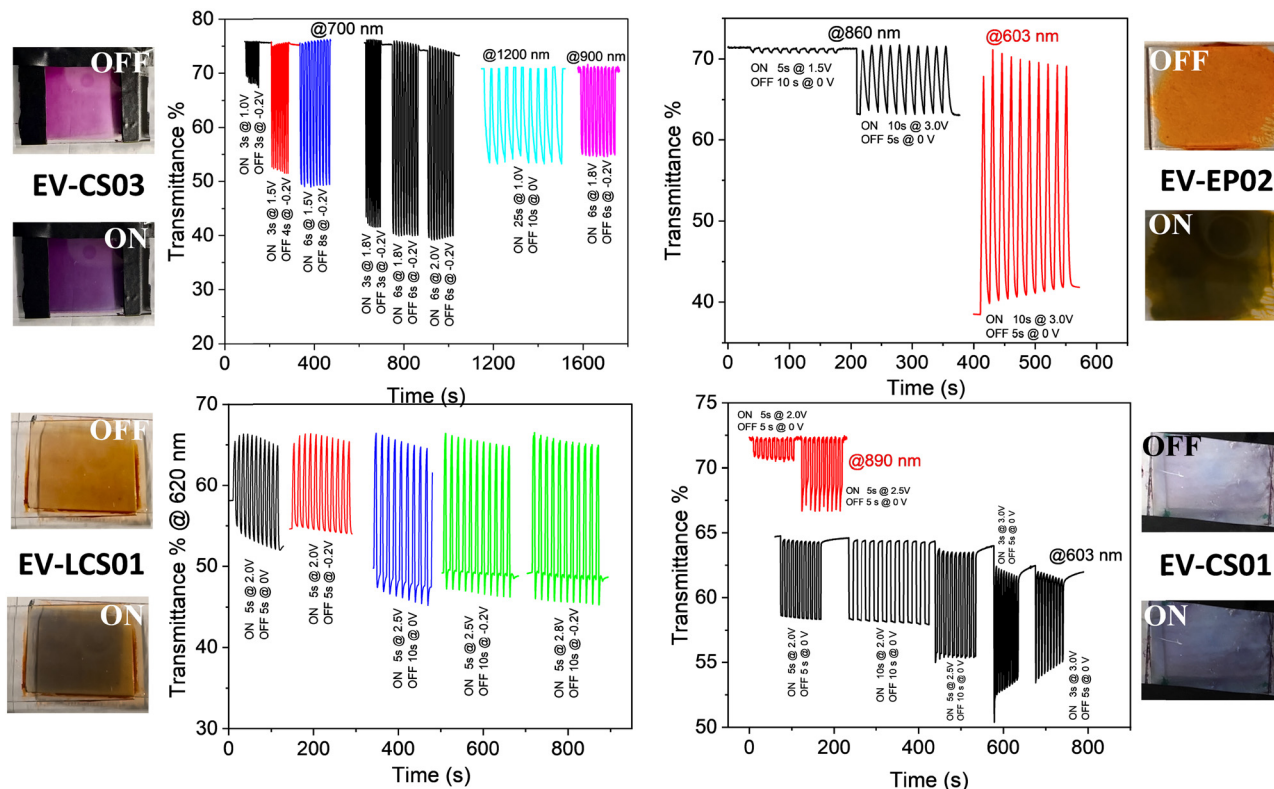 OFF
EV-CS03
ON
Transmittance %
80
70
60
50
40
30
20
@700 nm
@1200 nm
@900 nm
ON 3s @ 1.0V
OFF 3s @ -0.2V
ON 3s @ 1.5V
OFF 4s @ -0.2V
ON 6s @ 1.5V
OFF 8s @ -0.2V
ON 3s @ 1.8V
OFF 3s @ -0.2V
ON 6s @ 1.8V
OFF 6s @ -0.2V
ON 6s @ 2.0V
OFF 6s @ -0.2V
ON 25s @ 1.0V
OFF 10s @ 0V
ON 6s @ 1.8V
OFF 6s @ -0.2V
0 400 800 1200 1600
Time (s)
Transmittance %
70
60
50
40
@860 nm
@603 nm
ON 5s @ 1.5V
OFF 10 s @ 0 V
ON 10s @ 3.0V
OFF 5s @ 0 V
ON 10s @ 3.0V
OFF 5s @ 0 V
0 100 200 300 400 500 600
Time (s)
OFF
EV-EP02
ON
OFF
EV-LCS01
ON
Transmittance % @ 620 nm
70
60
50
40
30
ON 5s @ 2.0V
OFF 5s @ 0V
ON 5s @ 2.0V
OFF 5s @ -0.2V
ON 5s @ 2.5V
OFF 10s @ 0V
ON 5s @ 2.5V
OFF 10s @ -0.2V
ON 5s @ 2.8V
OFF 10s @ -0.2V
0 200 400 600 800
Time (s)
Transmittance %
75
70
65
60
55
50
ON 5s @ 2.0V
OFF 5 s @ 0 V
@890 nm
ON 5s @ 2.5V
OFF 5 s @ 0 V
ON 3s @ 3.0V
OFF 5s @ 0 V
@603 nm
ON 5s @ 2.0V
OFF 5 s @ 0 V
ON 10s @ 2.0V
OFF 10 s @ 0 V
ON 5s @ 2.5V
OFF 10 s @ 0 V
ON 3s @ 3.0V
OFF 5s @ 0 V
0 200 400 600 800
Time (s)
OFF
EV-CS01
ON